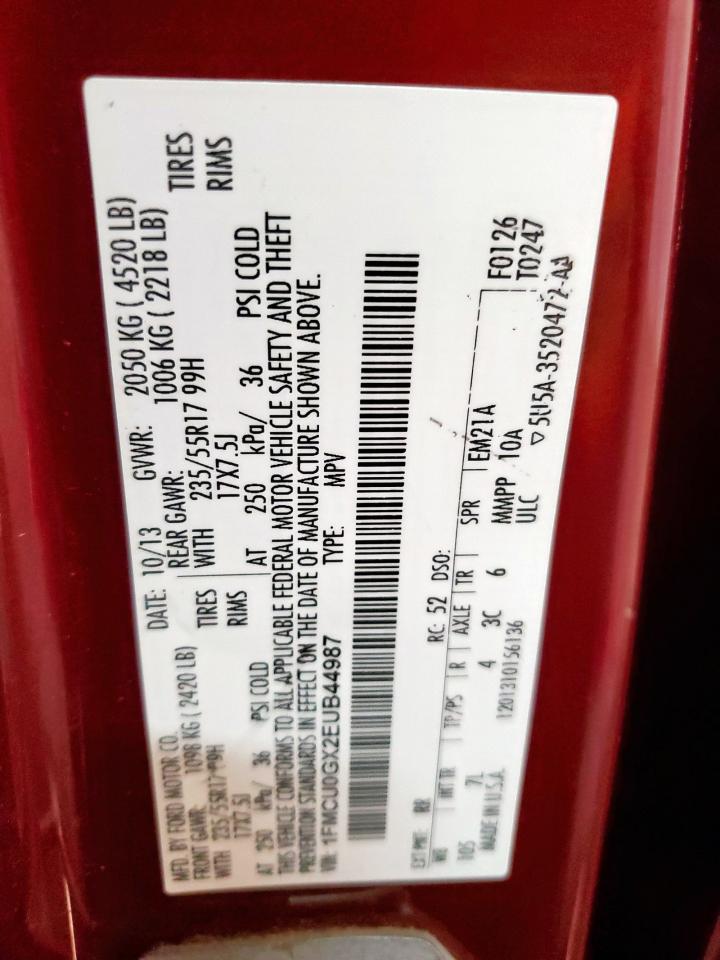 MFD. BY FORD MOTOR CO. DATE: 10/13 GVWR: 2050 KG ( 4520 LB)
FRONT GAWR: 1098 KG ( 2420 LB) REAR GAWR: 1006 KG ( 2218 LB)
WITH 235/55R17 99H TIRES WITH 235/55R17 99H TIRES
17X7.5J RIMS 17X7.5J RIMS
AT 250 kPa/ 36 PSI COLD AT 250 kPa/ 36 PSI COLD
THIS VEHICLE CONFORMS TO ALL APPLICABLE FEDERAL MOTOR VEHICLE SAFETY AND THEFT
PREVENTION STANDARDS IN EFFECT ON THE DATE OF MANUFACTURE SHOWN ABOVE.
VIN: 1FMCU0GX2EUB44987 TYPE: MPV
EXT PNT: RR RC: 52 DSO: F0126
WB INT TR TP/PS R AXLE TR SPR EM21A T0247
105 7L 4 3C 6 MMPP 10A
MADE IN U.S.A. 1201310156136 ULC ▽5U5A-3520472-AA